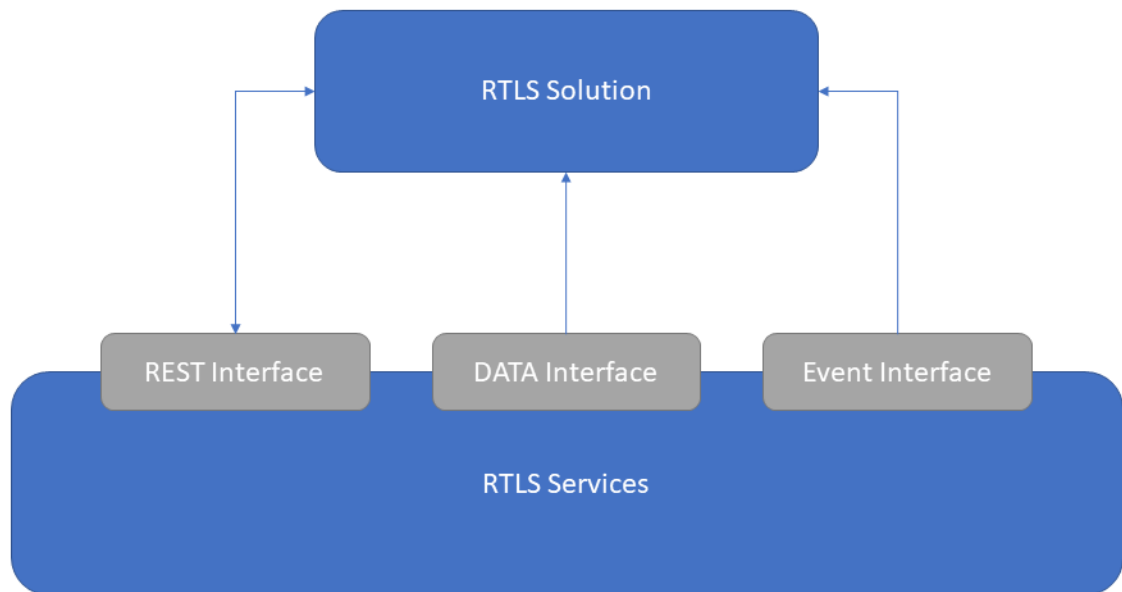 RTLS Solution
REST Interface
DATA Interface
Event Interface
RTLS Services